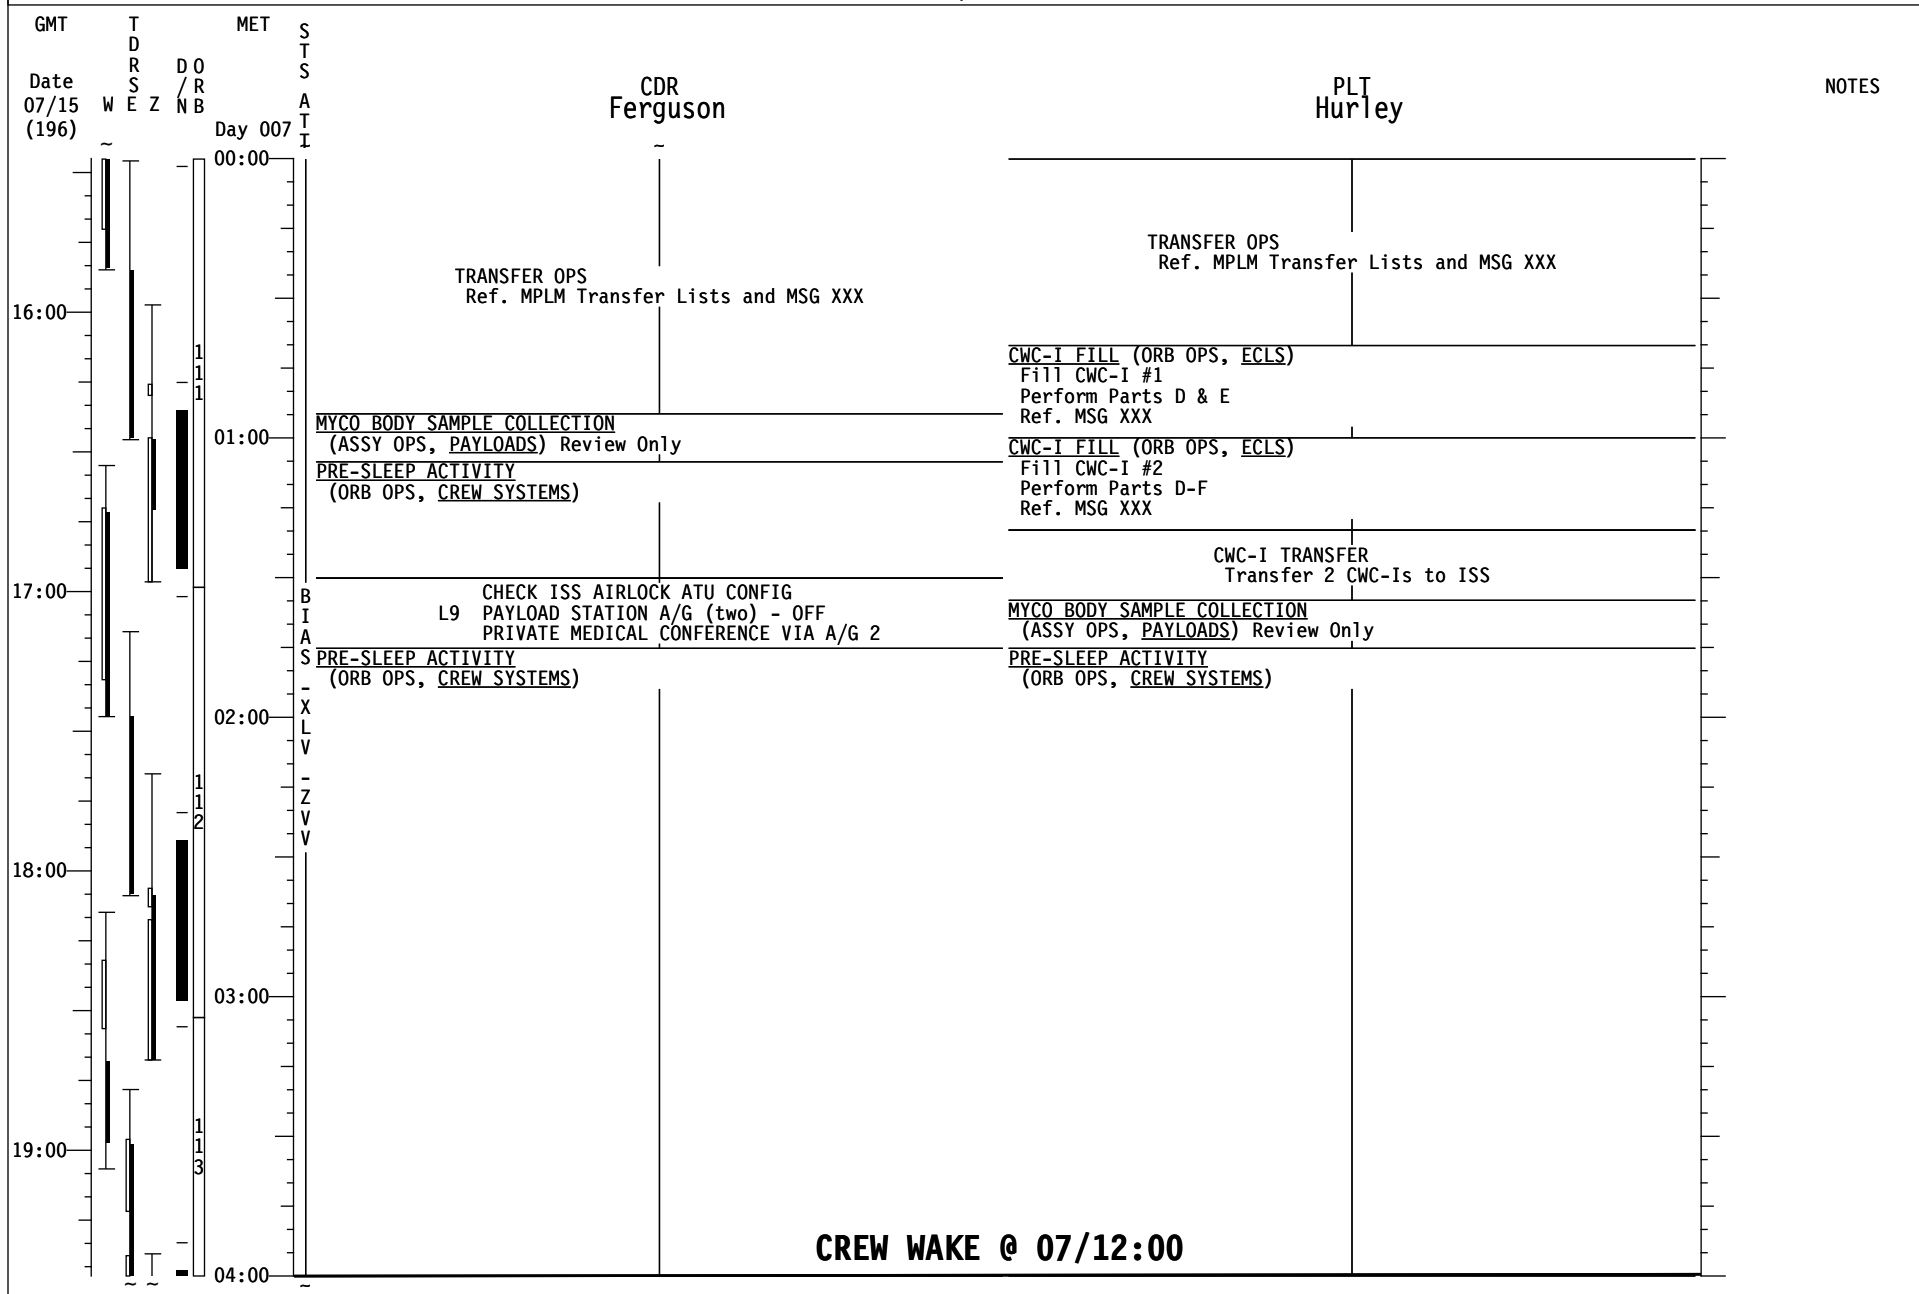 GMT
TDRS
MET
STS ATT
Date
07/15
(196)
W E Z
D/N
ORB
Day 007
CDR
Ferguson
PLT
Hurley
NOTES
~
~
00:00
TRANSFER OPS
Ref. MPLM Transfer Lists and MSG XXX
TRANSFER OPS
Ref. MPLM Transfer Lists and MSG XXX
16:00
111
CWC-I FILL (ORB OPS, ECLS)
Fill CWC-I #1
Perform Parts D & E
Ref. MSG XXX
MYCO BODY SAMPLE COLLECTION
(ASSY OPS, PAYLOADS) Review Only
01:00
CWC-I FILL (ORB OPS, ECLS)
Fill CWC-I #2
Perform Parts D-F
Ref. MSG XXX
PRE-SLEEP ACTIVITY
(ORB OPS, CREW SYSTEMS)
CWC-I TRANSFER
Transfer 2 CWC-Is to ISS
17:00
BIAS -XLV -ZVV
CHECK ISS AIRLOCK ATU CONFIG
L9 PAYLOAD STATION A/G (two) - OFF
PRIVATE MEDICAL CONFERENCE VIA A/G 2
MYCO BODY SAMPLE COLLECTION
(ASSY OPS, PAYLOADS) Review Only
PRE-SLEEP ACTIVITY
(ORB OPS, CREW SYSTEMS)
PRE-SLEEP ACTIVITY
(ORB OPS, CREW SYSTEMS)
02:00
112
18:00
03:00
113
19:00
CREW WAKE @ 07/12:00
04:00
~ ~
~